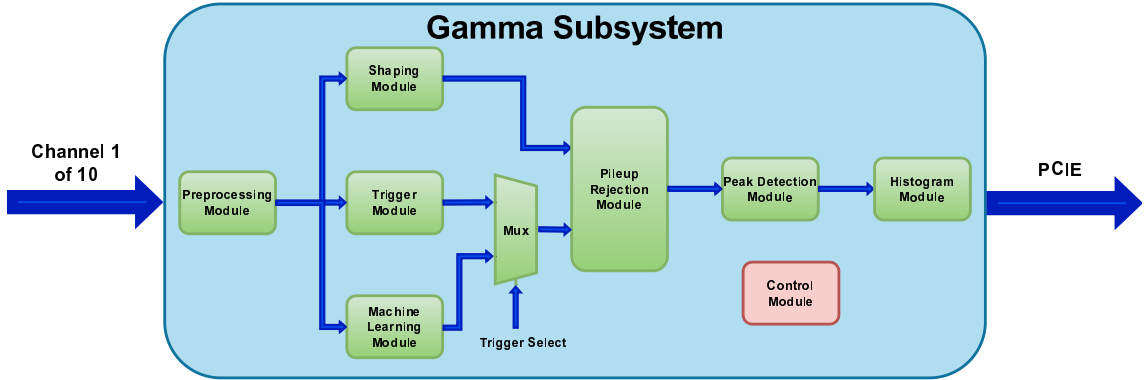 Gamma Subsystem
Channel 1
of 10
Preprocessing
Module
Shaping
Module
Trigger
Module
Machine
Learning
Module
Mux
Trigger Select
Pileup
Rejection
Module
Peak Detection
Module
Histogram
Module
Control
Module
PCIE